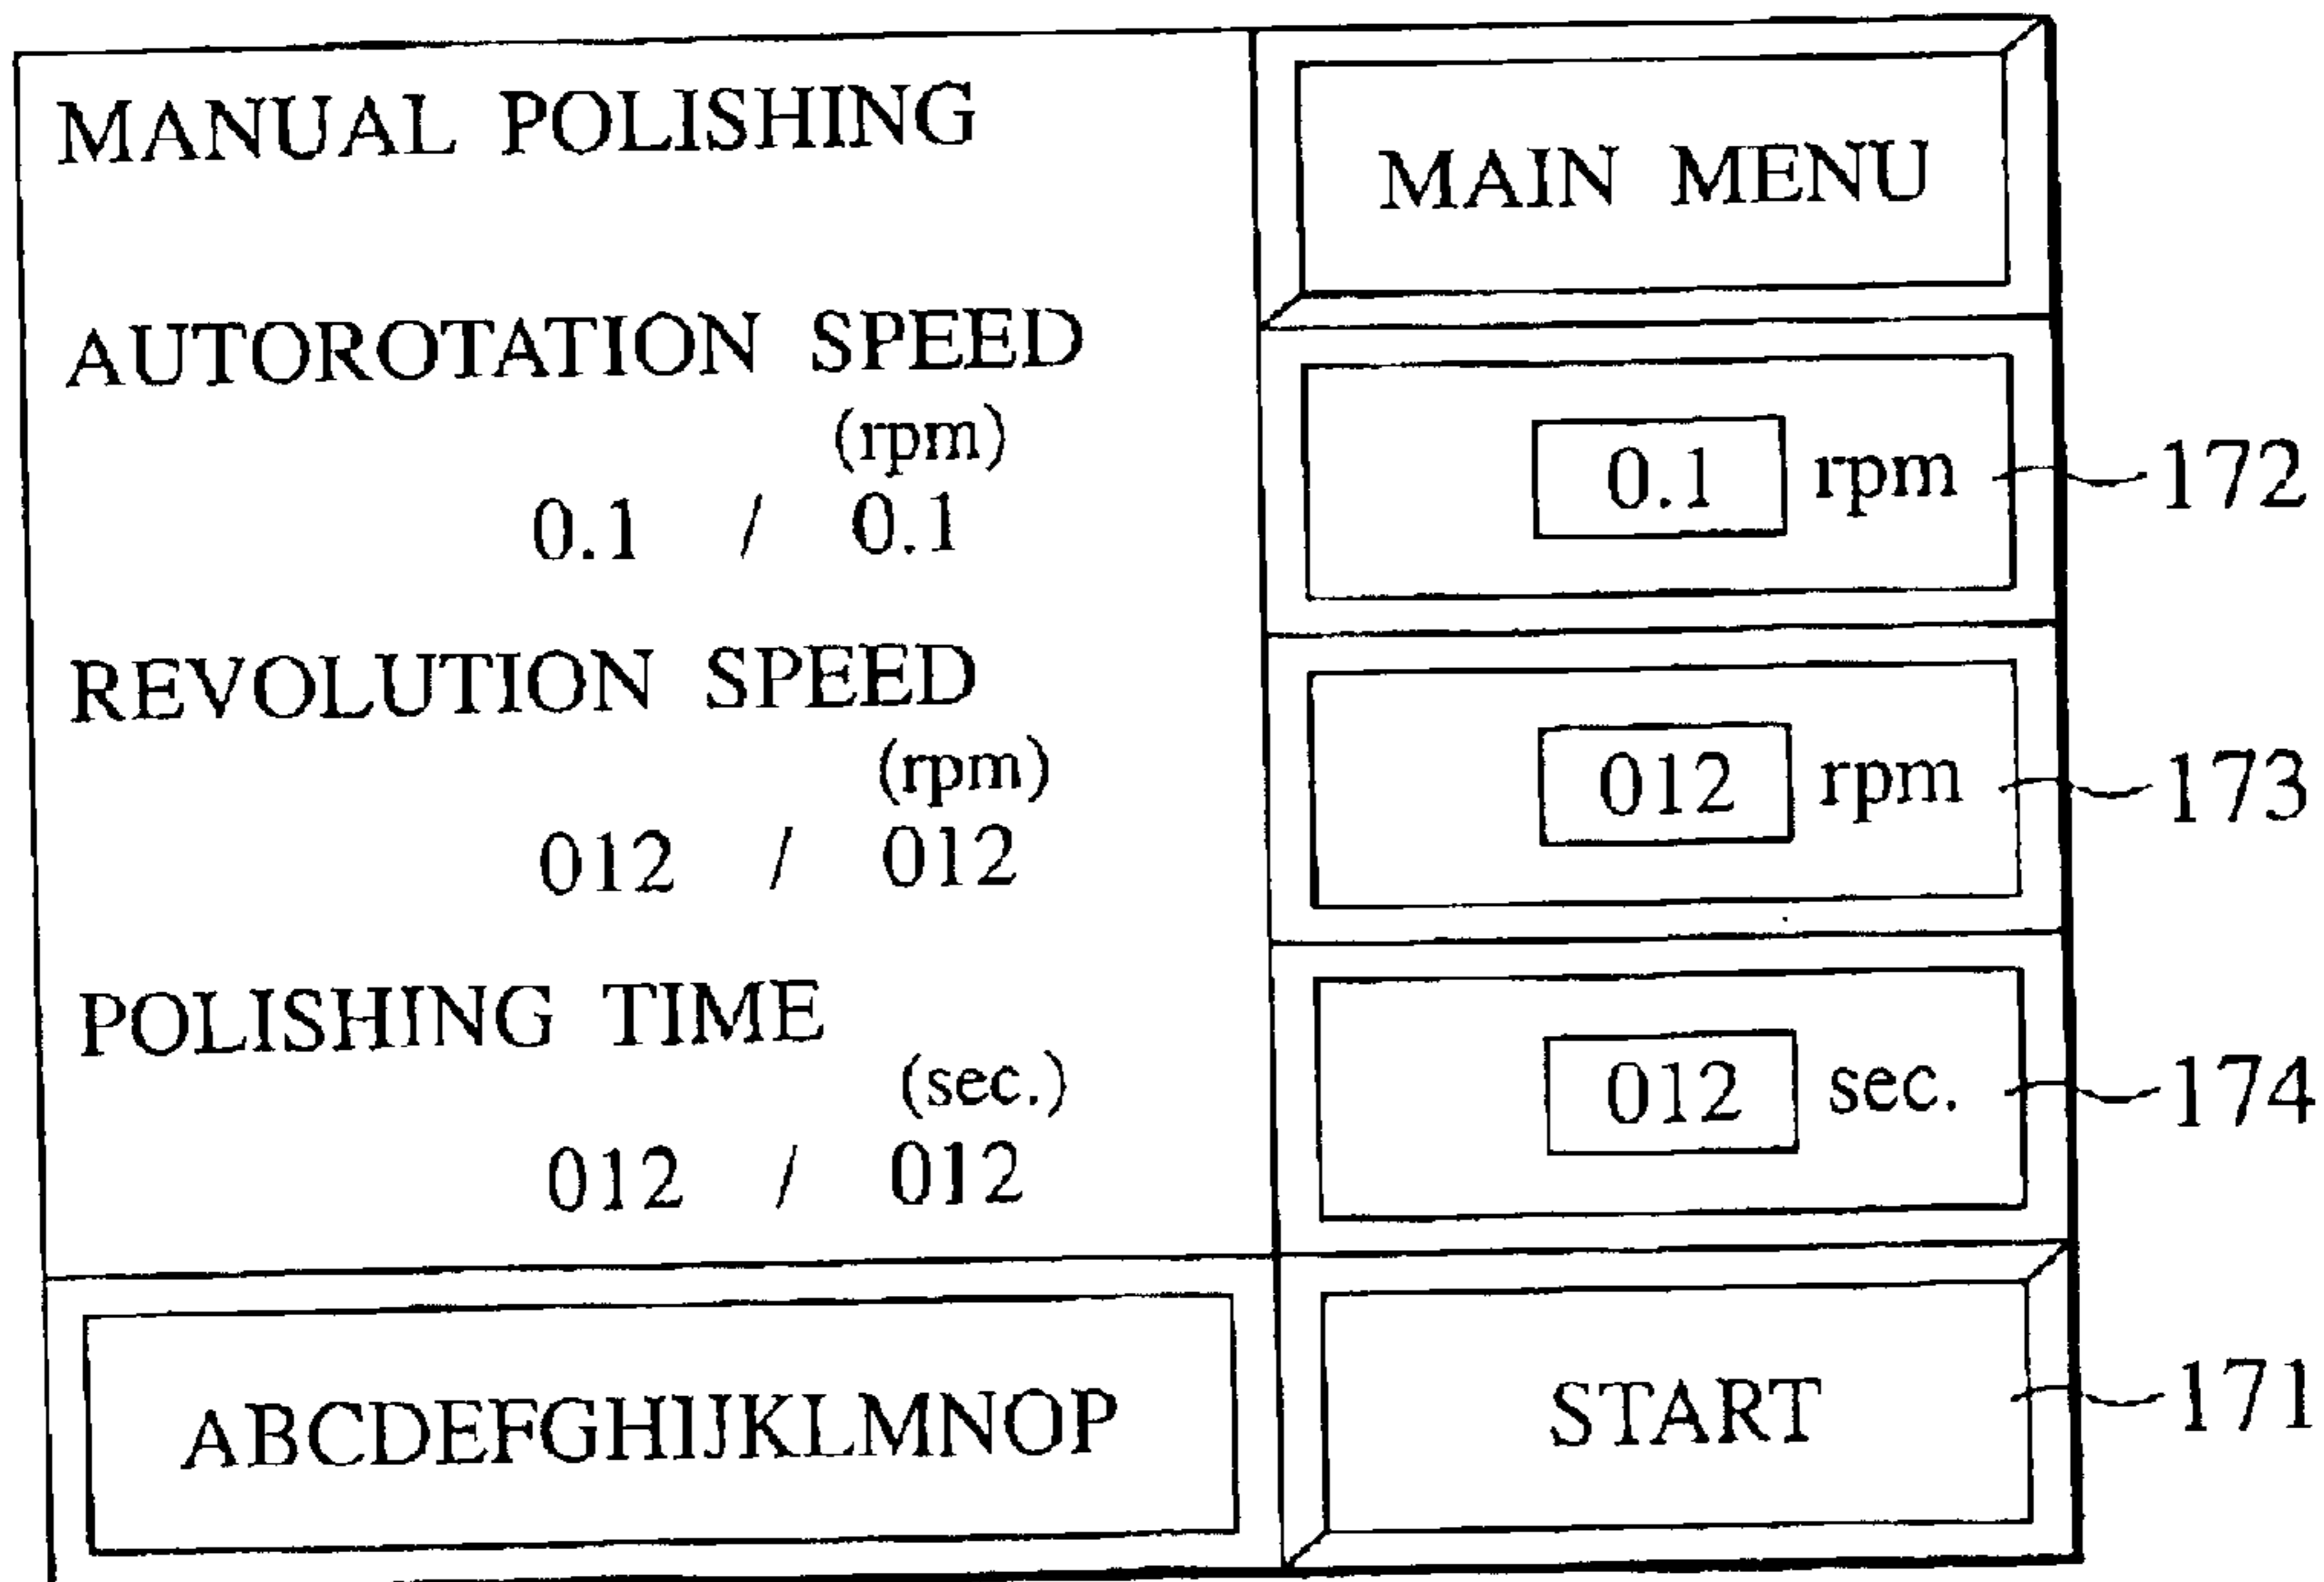 MANUAL POLISHING
MAIN MENU
AUTOROTATION SPEED
(rpm)
0.1 / 0.1
0.1 rpm
172
REVOLUTION SPEED
(rpm)
012 / 012
012 rpm
173
POLISHING TIME
(sec.)
012 / 012
012 sec.
174
ABCDEFGHIJKLMNOP
START
171